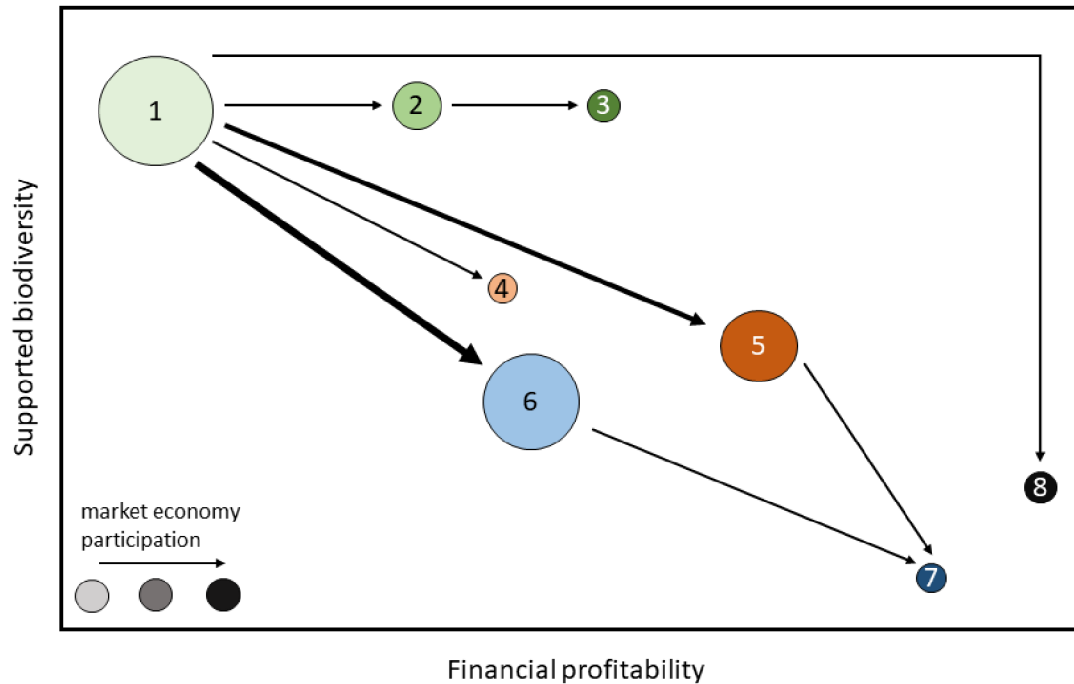 1
2
3
4
5
6
7
8
Supported biodiversity
market economy
participation
Financial profitability